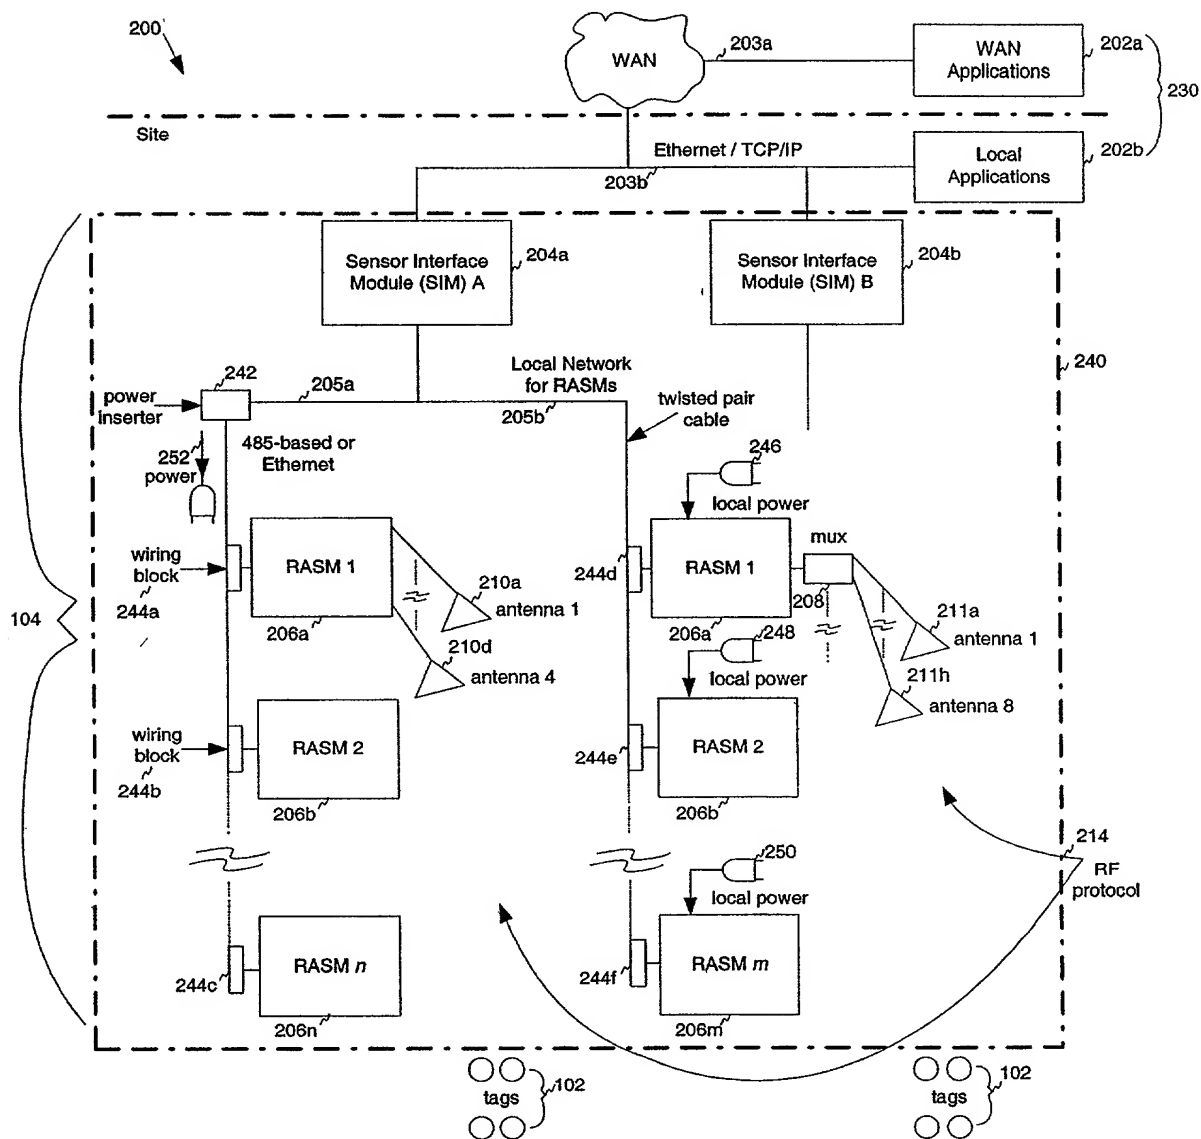 200
WAN
203a
WAN
Applications
202a
230
Site
Ethernet / TCP/IP
203b
Local
Applications
202b
Sensor Interface
Module (SIM) A
204a
Sensor Interface
Module (SIM) B
204b
240
242
205a
Local Network
for RASMs
205b
power
inserter
twisted pair
cable
485-based or
Ethernet
252
power
246
local power
mux
wiring
block
244a
RASM 1
206a
210a
antenna 1
210d
antenna 4
244d
RASM 1
206a
208
211a
antenna 1
211h
antenna 8
104
248
local power
wiring
block
244b
RASM 2
206b
244e
RASM 2
206b
214
RF
protocol
250
local power
244c
RASM n
206n
244f
RASM m
206m
102
tags
102
tags